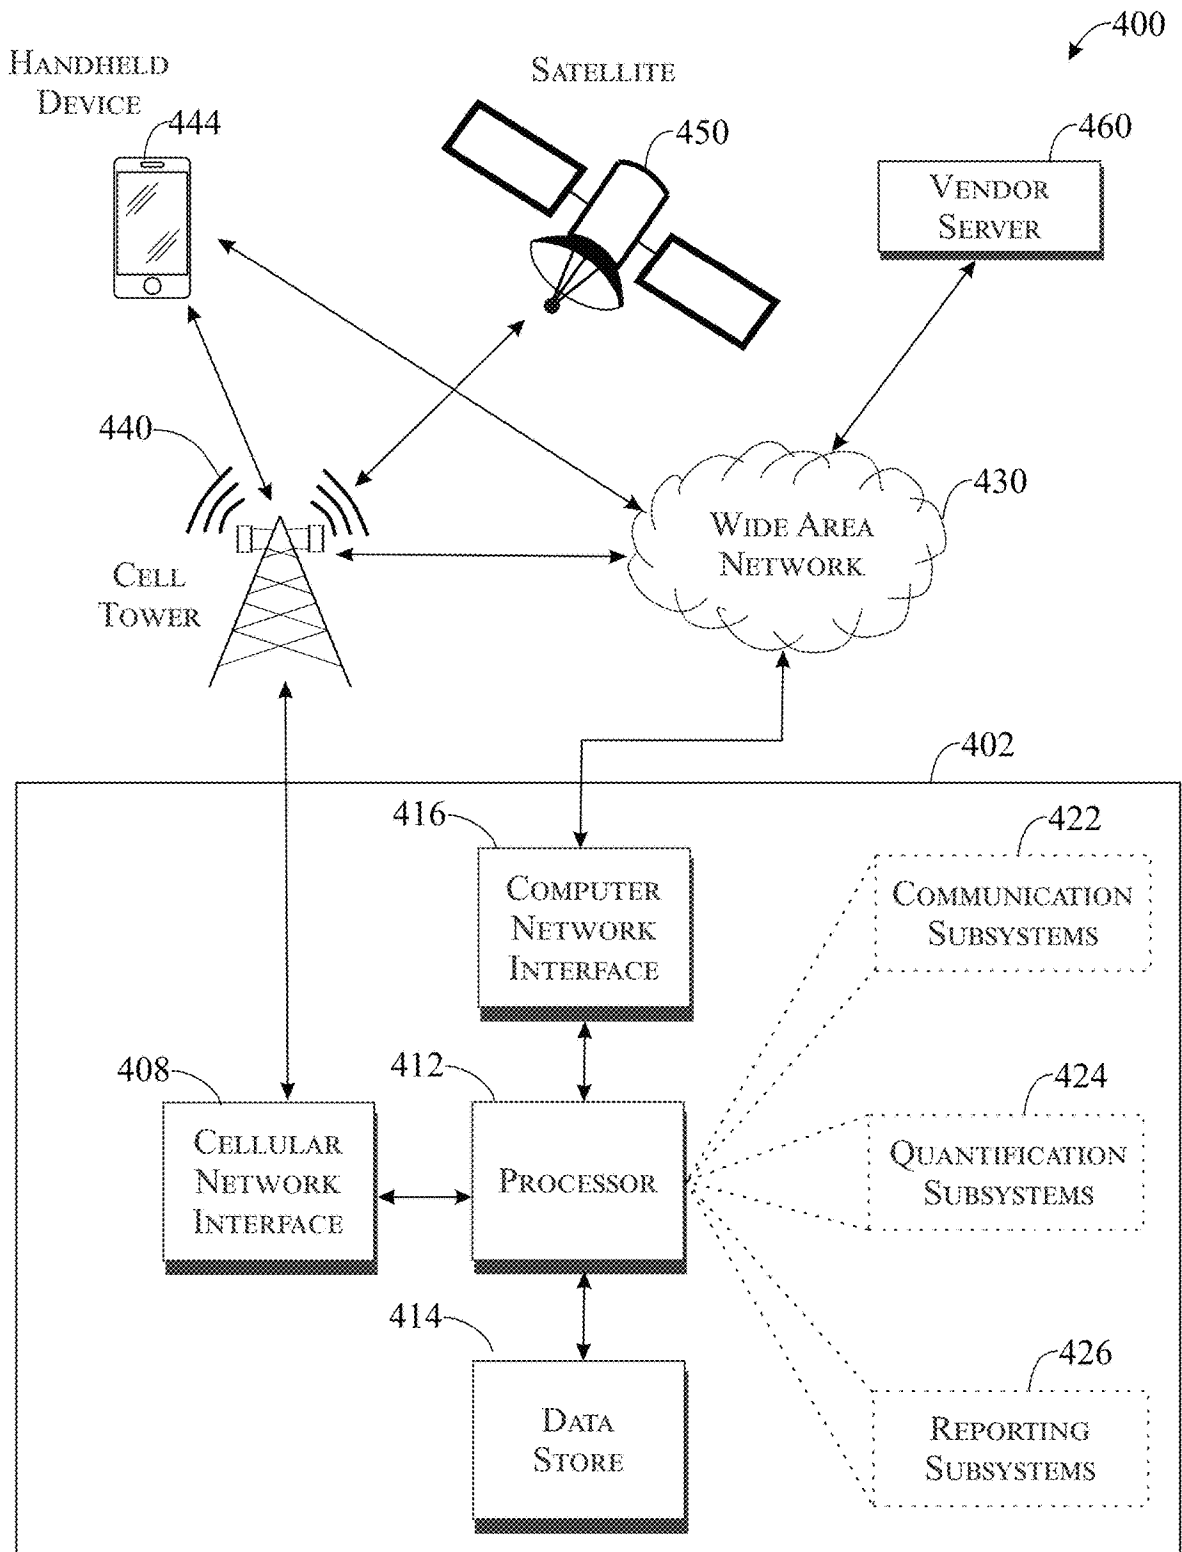 400
HANDHELD
DEVICE
444
SATELLITE
450
460
VENDOR
SERVER
440
CELL
TOWER
430
WIDE AREA
NETWORK
402
416
COMPUTER
NETWORK
INTERFACE
422
COMMUNICATION
SUBSYSTEMS
408
CELLULAR
NETWORK
INTERFACE
412
PROCESSOR
424
QUANTIFICATION
SUBSYSTEMS
414
DATA
STORE
426
REPORTING
SUBSYSTEMS